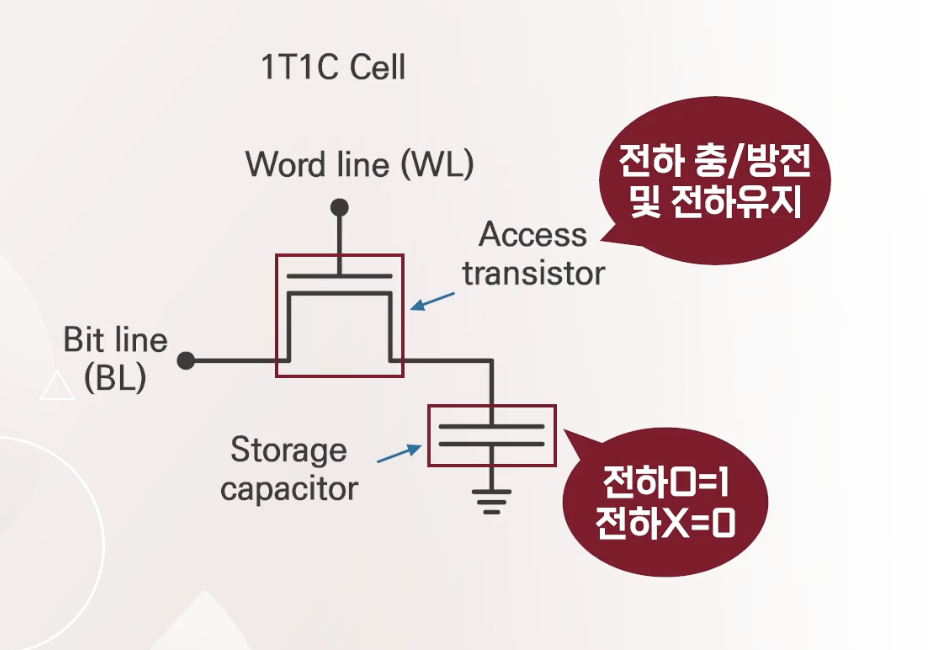 1T1C Cell
Word line (WL)
전하 충/방전
및 전하유지
Access
transistor
Bit line
(BL)
Storage
capacitor
전하O=1
전하X=0